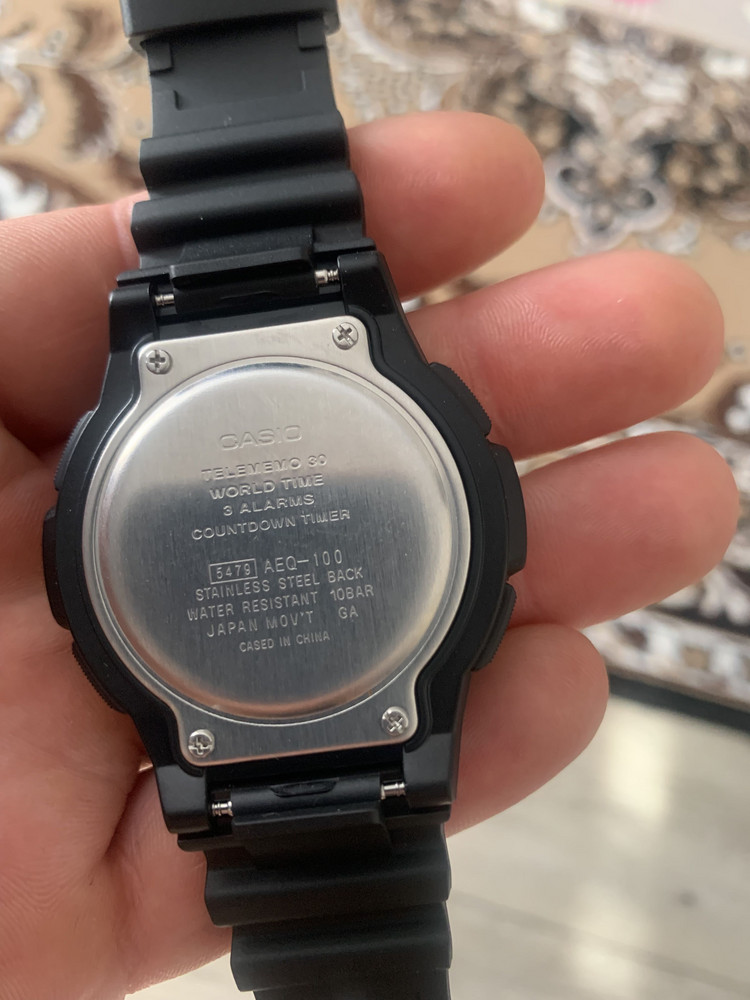 CASIO
TELEMEMO 30
WORLD TIME
3 ALARMS
COUNTDOWN TIMER
5479 AEQ-100
STAINLESS STEEL BACK
WATER RESISTANT 10BAR
JAPAN MOV'T GA
CASED IN CHINA